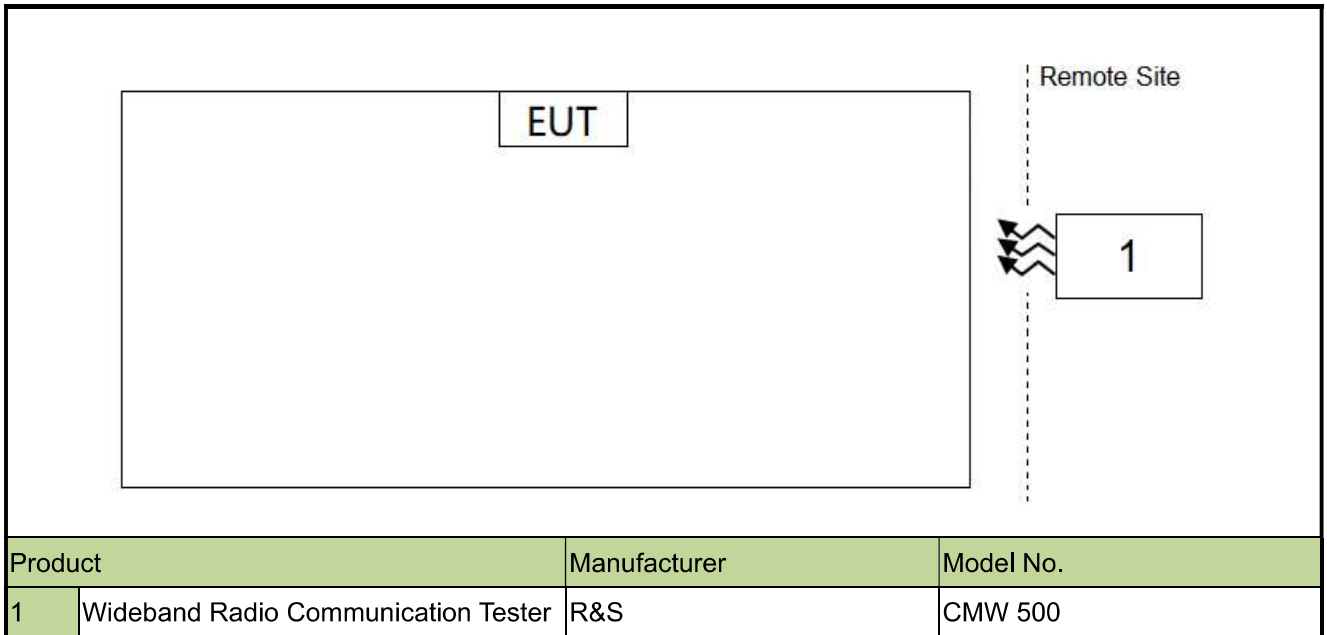 Remote Site
EUT
1
Product Manufacturer Model No.
1 Wideband Radio Communication Tester R&S CMW 500